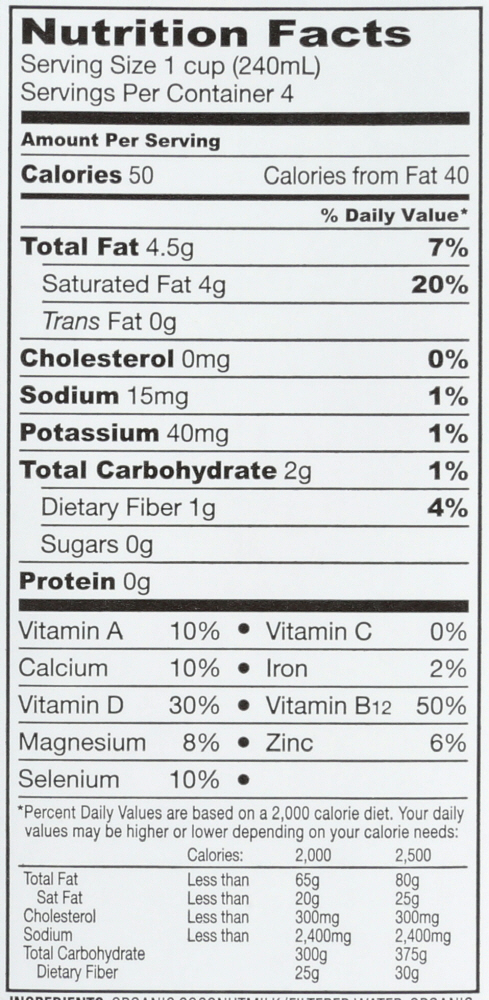 Nutrition Facts
Serving Size 1 cup (240mL)
Servings Per Container 4
Amount Per Serving
Calories 50 Calories from Fat 40
% Daily Value*
Total Fat 4.5g 7%
Saturated Fat 4g 20%
Trans Fat 0g
Cholesterol 0mg 0%
Sodium 15mg 1%
Potassium 40mg 1%
Total Carbohydrate 2g 1%
Dietary Fiber 1g 4%
Sugars 0g
Protein 0g
Vitamin A 10% • Vitamin C 0%
Calcium 10% • Iron 2%
Vitamin D 30% • Vitamin B12 50%
Magnesium 8% • Zinc 6%
Selenium 10% •
*Percent Daily Values are based on a 2,000 calorie diet. Your daily
values may be higher or lower depending on your calorie needs:
Calories: 2,000 2,500
Total Fat Less than 65g 80g
Sat Fat Less than 20g 25g
Cholesterol Less than 300mg 300mg
Sodium Less than 2,400mg 2,400mg
Total Carbohydrate 300g 375g
Dietary Fiber 25g 30g